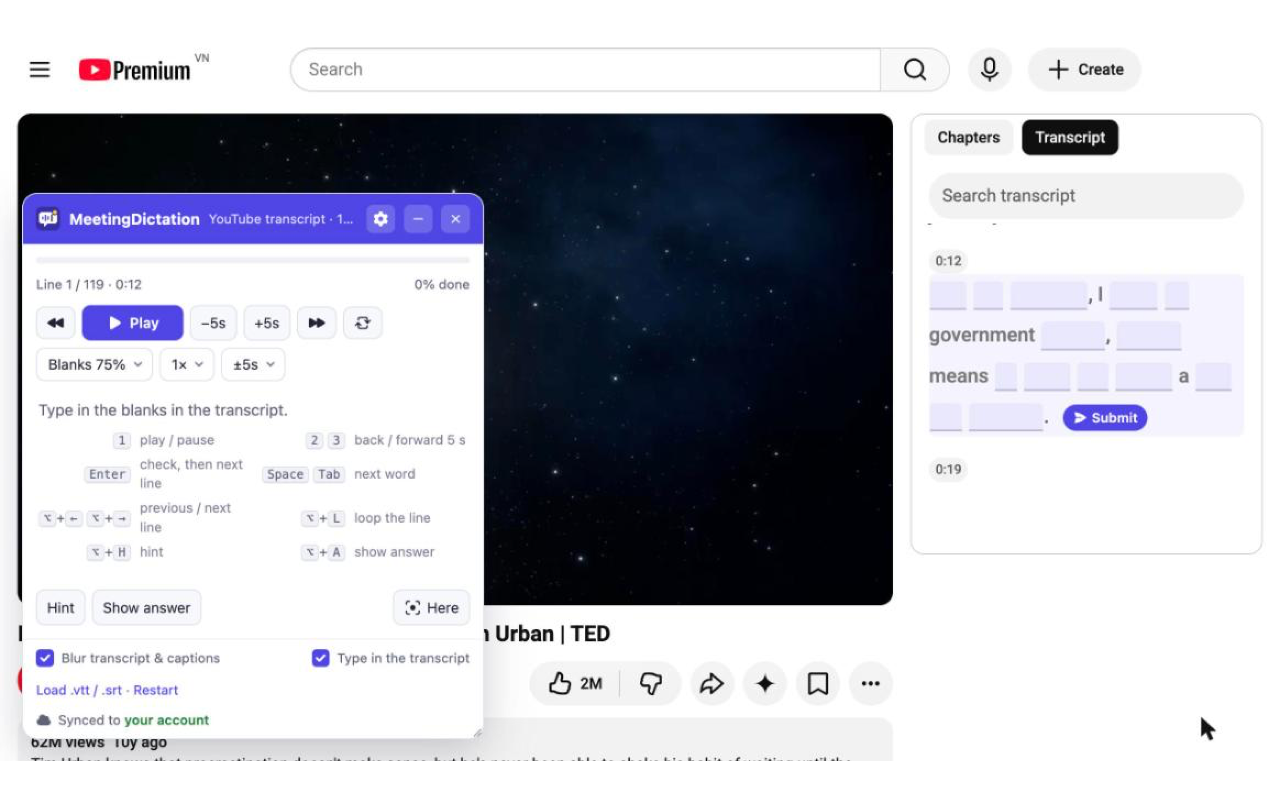 Premium VN
Search
Create
Chapters
Transcript
Search transcript
MeetingDictation YouTube transcript · 1...
Line 1 / 119 · 0:12
0% done
Play
−5s
+5s
Blanks 75%
1×
±5s
Type in the blanks in the transcript.
1 play / pause
2 3 back / forward 5 s
Enter check, then next line
Space Tab next word
⌥+← ⌥+→ previous / next line
⌥+L loop the line
⌥+H hint
⌥+A show answer
Hint
Show answer
Here
Blur transcript & captions
Type in the transcript
Load .vtt / .srt · Restart
Synced to your account
0:12
, I
government ,
means a
.
Submit
0:19
Urban | TED
2M
62M views 10y ago